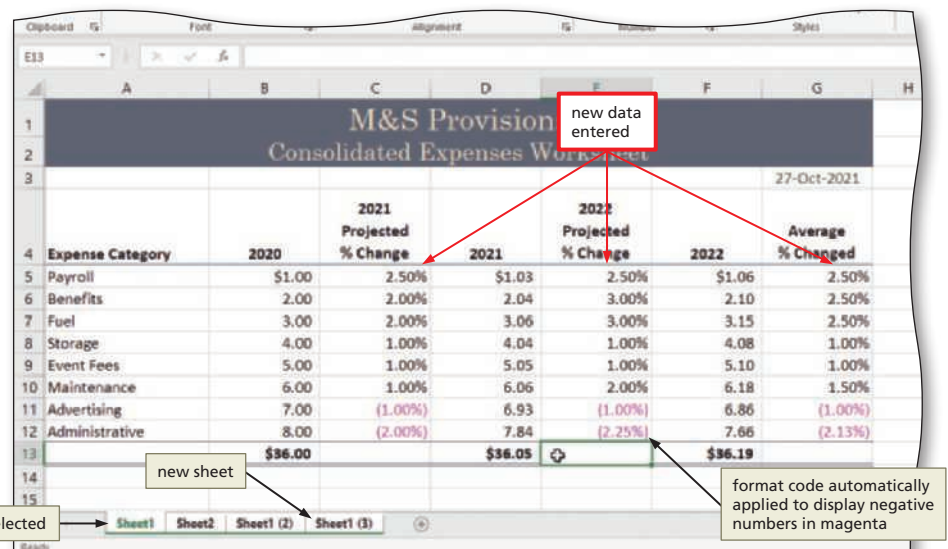 Clipboard Font Alignment Number Styles
E13
A B C D E F G H
1 M&S Provision
2 Consolidated Expenses Worksheet
new data
entered
3 27-Oct-2021
2021 2022
Projected Projected Average
4 Expense Category 2020 % Change 2021 % Change 2022 % Changed
5 Payroll $1.00 2.50% $1.03 2.50% $1.06 2.50%
6 Benefits 2.00 2.00% 2.04 3.00% 2.10 2.50%
7 Fuel 3.00 2.00% 3.06 3.00% 3.15 2.50%
8 Storage 4.00 1.00% 4.04 1.00% 4.08 1.00%
9 Event Fees 5.00 1.00% 5.05 1.00% 5.10 1.00%
10 Maintenance 6.00 1.00% 6.06 2.00% 6.18 1.50%
11 Advertising 7.00 (1.00%) 6.93 (1.00%) 6.86 (1.00%)
12 Administrative 8.00 (2.00%) 7.84 (2.25%) 7.66 (2.13%)
13 $36.00 $36.05 $36.19
14
15
new sheet
format code automatically
applied to display negative
numbers in magenta
lected
Sheet1 Sheet2 Sheet1 (2) Sheet1 (3)
Ready